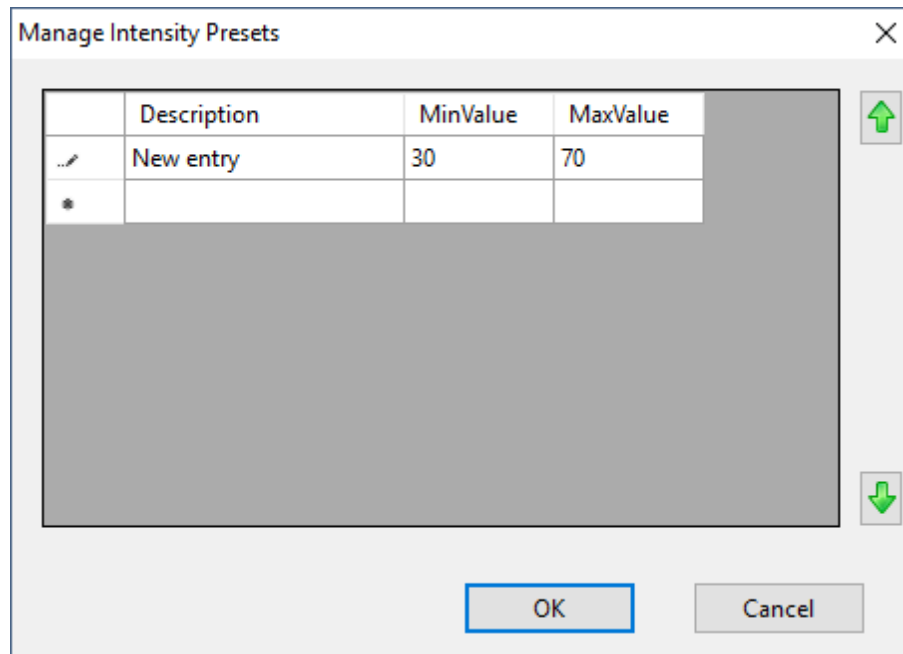 Manage Intensity Presets
Description MinValue MaxValue
New entry 30 70
OK Cancel